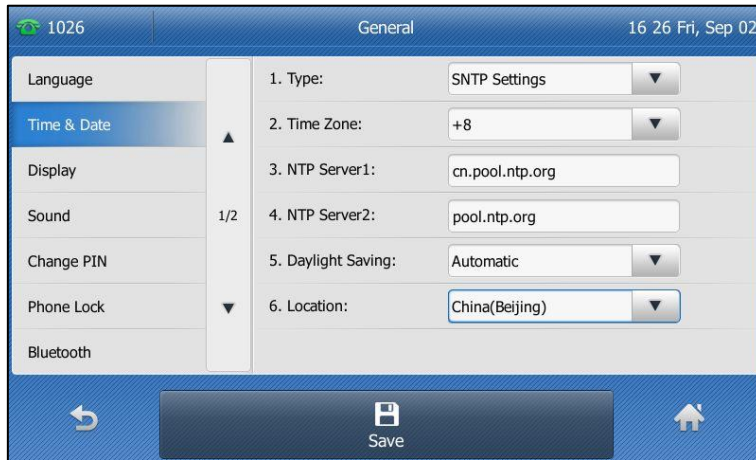 1026
General
16 26 Fri, Sep 02
Language
Time & Date
Display
Sound
Change PIN
Phone Lock
Bluetooth
1/2
1. Type: SNTP Settings
2. Time Zone: +8
3. NTP Server1: cn.pool.ntp.org
4. NTP Server2: pool.ntp.org
5. Daylight Saving: Automatic
6. Location: China(Beijing)
Save